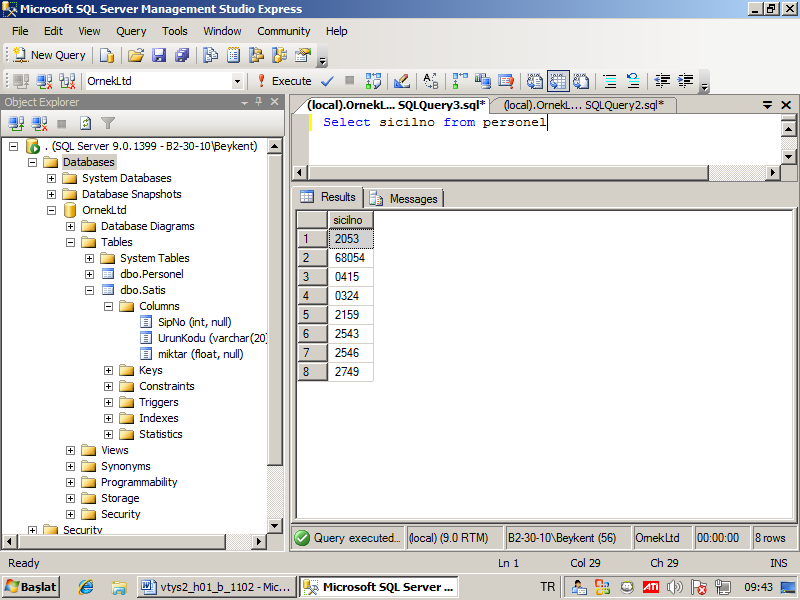 Microsoft SQL Server Management Studio Express
File Edit View Query Tools Window Community Help
New Query
OrnekLtd Execute
Object Explorer
(local).OrnekL... SQLQuery3.sql* (local).OrnekL... SQLQuery2.sql*
Select sicilno from personel
. (SQL Server 9.0.1399 - B2-30-10\Beykent)
Databases
System Databases
Database Snapshots
OrnekLtd
Database Diagrams
Tables
System Tables
dbo.Personel
dbo.Satis
Columns
SipNo (int, null)
UrunKodu (varchar(20)
miktar (float, null)
Keys
Constraints
Triggers
Indexes
Statistics
Views
Synonyms
Programmability
Storage
Security
Security
Results Messages
sicilno
1 2053
2 68054
3 0415
4 0324
5 2159
6 2543
7 2546
8 2749
Query executed... (local) (9.0 RTM) B2-30-10\Beykent (56) OrnekLtd 00:00:00 8 rows
Ready Ln 1 Col 29 Ch 29 INS
Başlat vtys2_h01_b_1102 - Mic... Microsoft SQL Server ... TR ATI 09:43